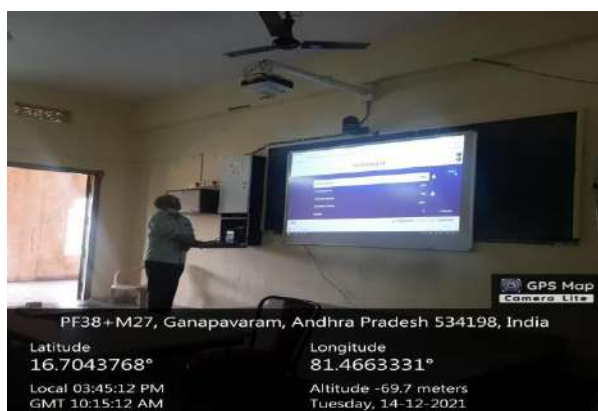 GPS Map
Camera Lite
PF38+M27, Ganapavaram, Andhra Pradesh 534198, India
Latitude
16.7043768°
Longitude
81.4663331°
Local 03:45:12 PM
GMT 10:15:12 AM
Altitude -69.7 meters
Tuesday, 14-12-2021